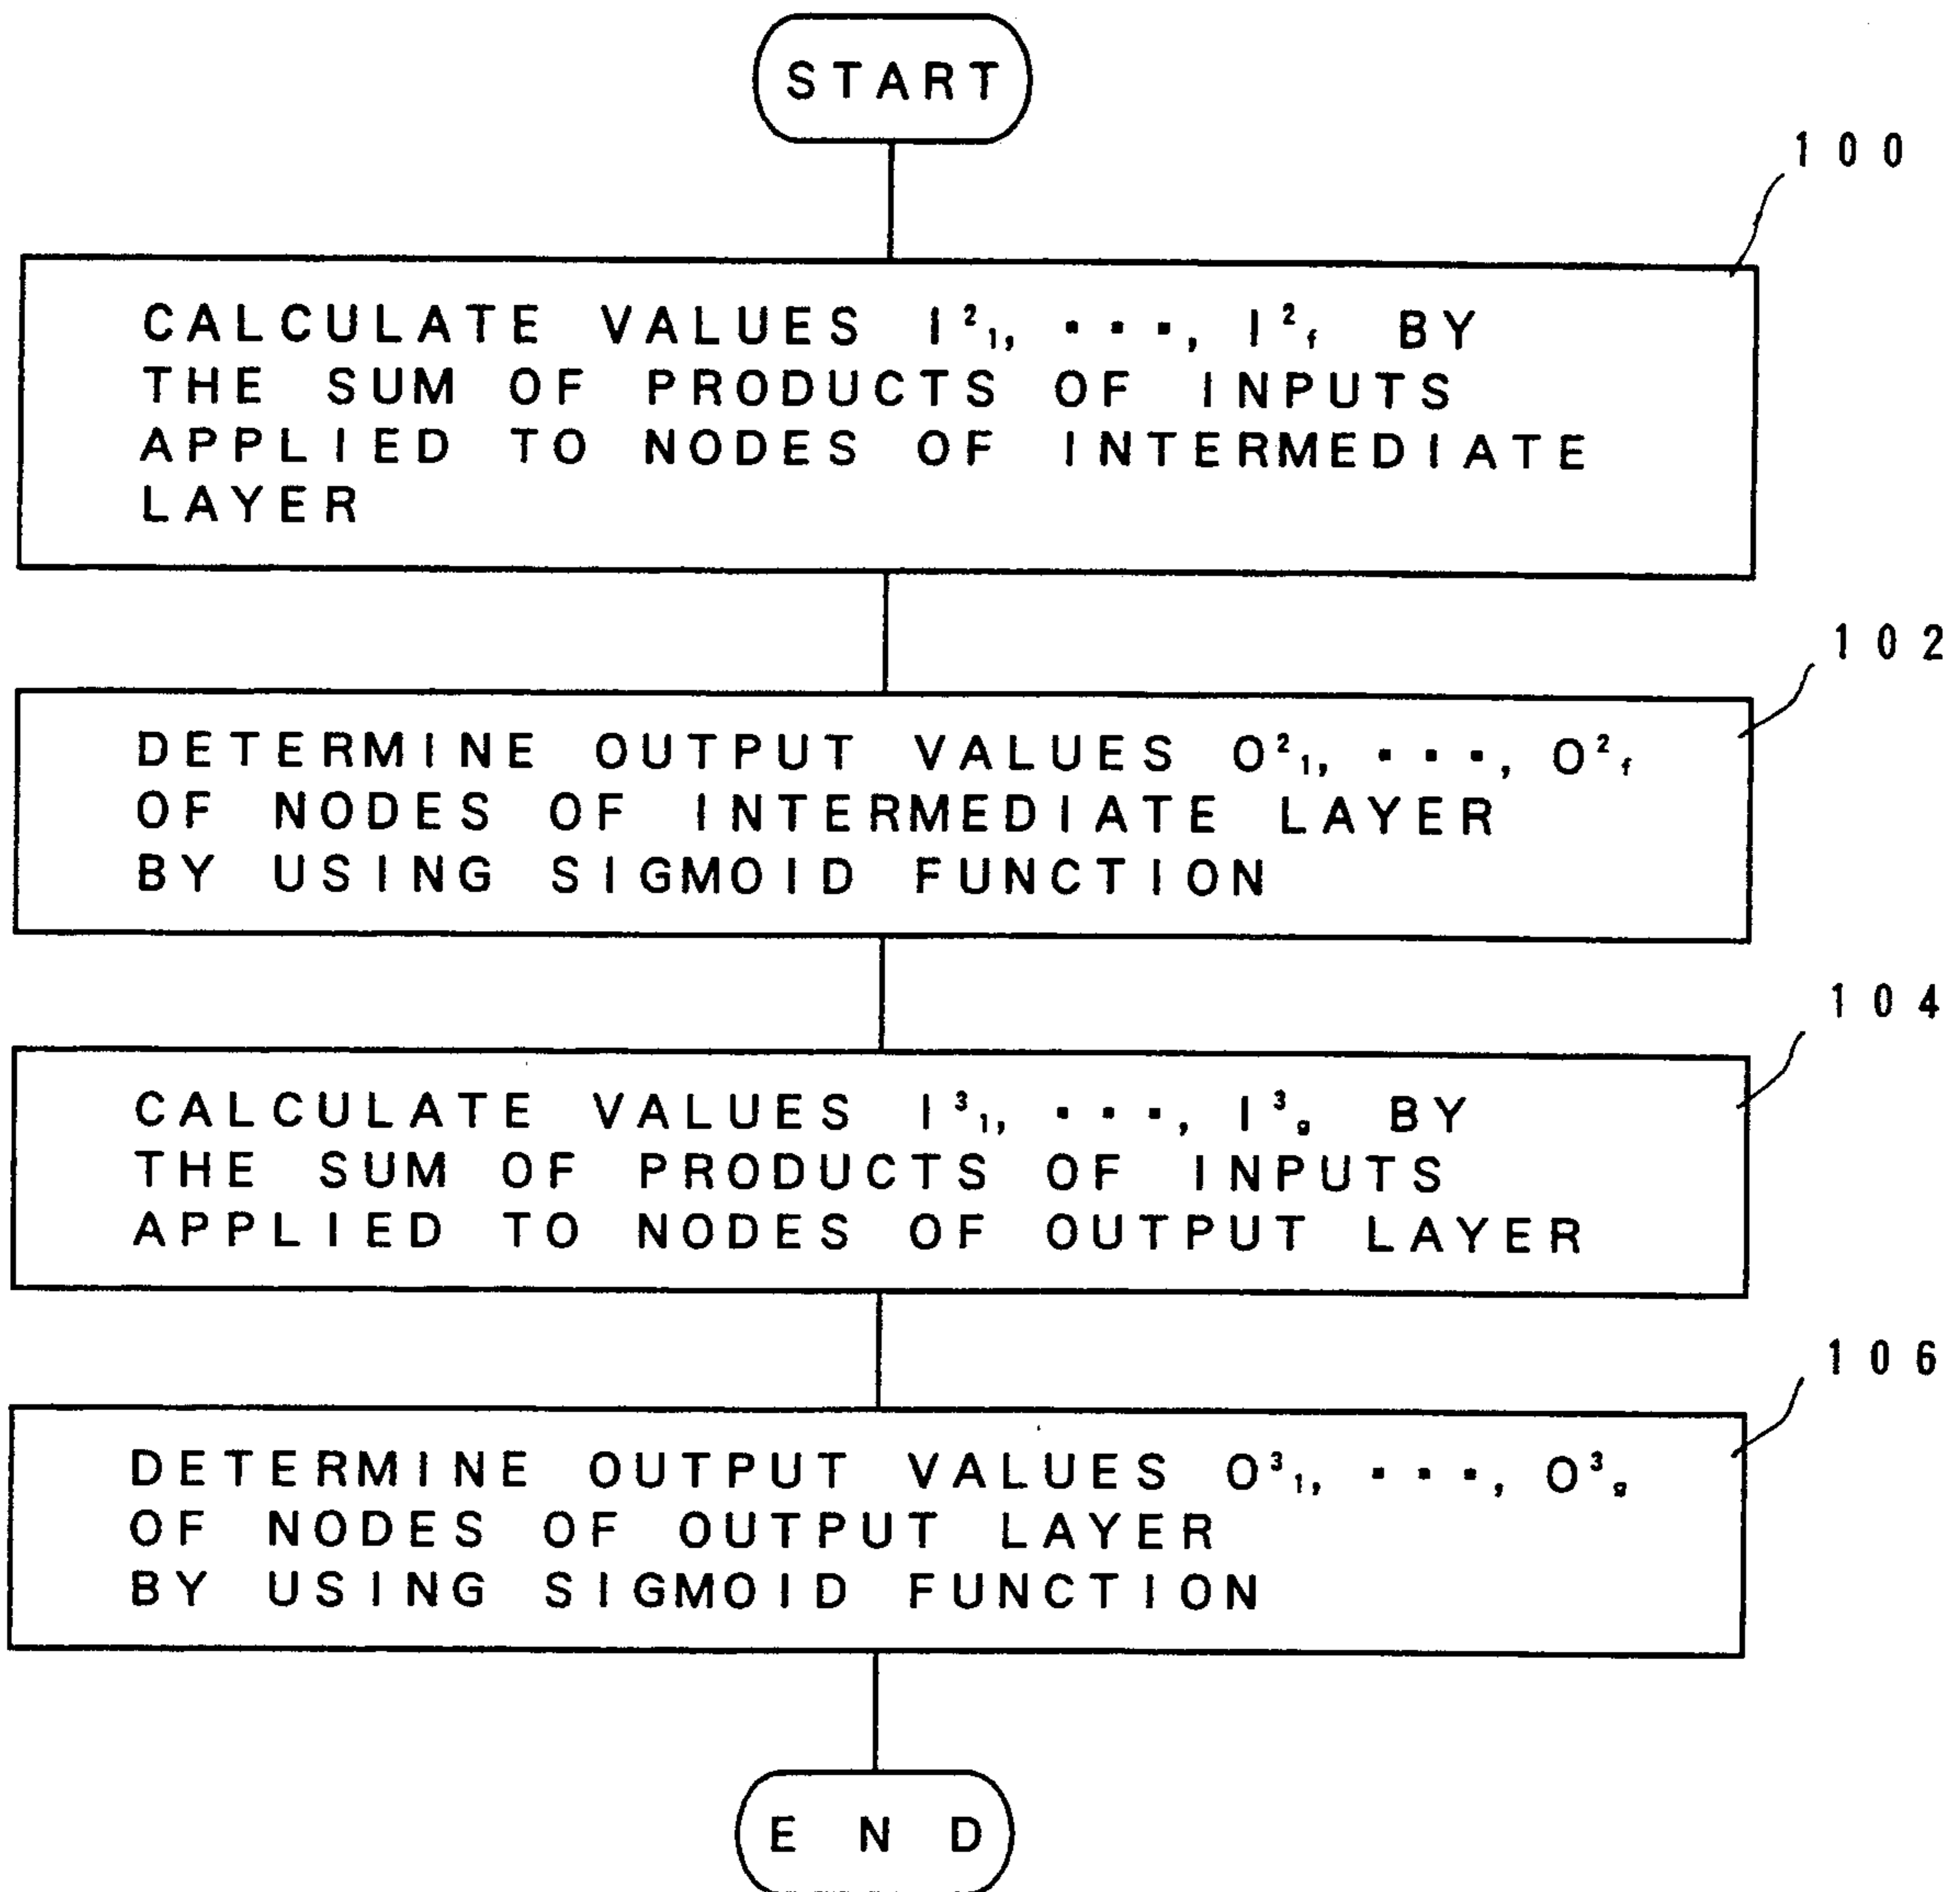 START
100
CALCULATE VALUES I²₁, ･･･, I²f BY
THE SUM OF PRODUCTS OF INPUTS
APPLIED TO NODES OF INTERMEDIATE
LAYER
102
DETERMINE OUTPUT VALUES O²₁, ･･･, O²f
OF NODES OF INTERMEDIATE LAYER
BY USING SIGMOID FUNCTION
104
CALCULATE VALUES I³₁, ･･･, I³g BY
THE SUM OF PRODUCTS OF INPUTS
APPLIED TO NODES OF OUTPUT LAYER
106
DETERMINE OUTPUT VALUES O³₁, ･･･, O³g
OF NODES OF OUTPUT LAYER
BY USING SIGMOID FUNCTION
END